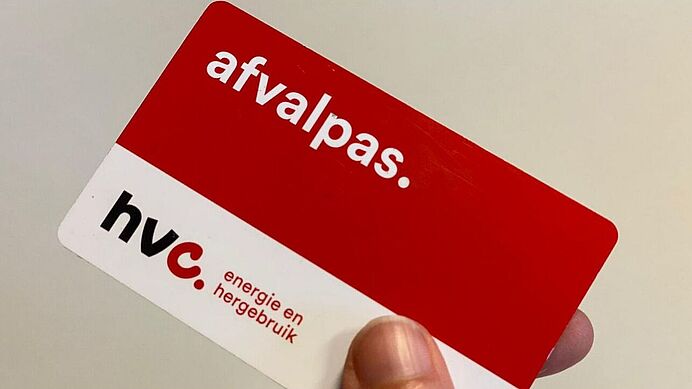 afvalpas.
hvc.
energie en
hergebruik